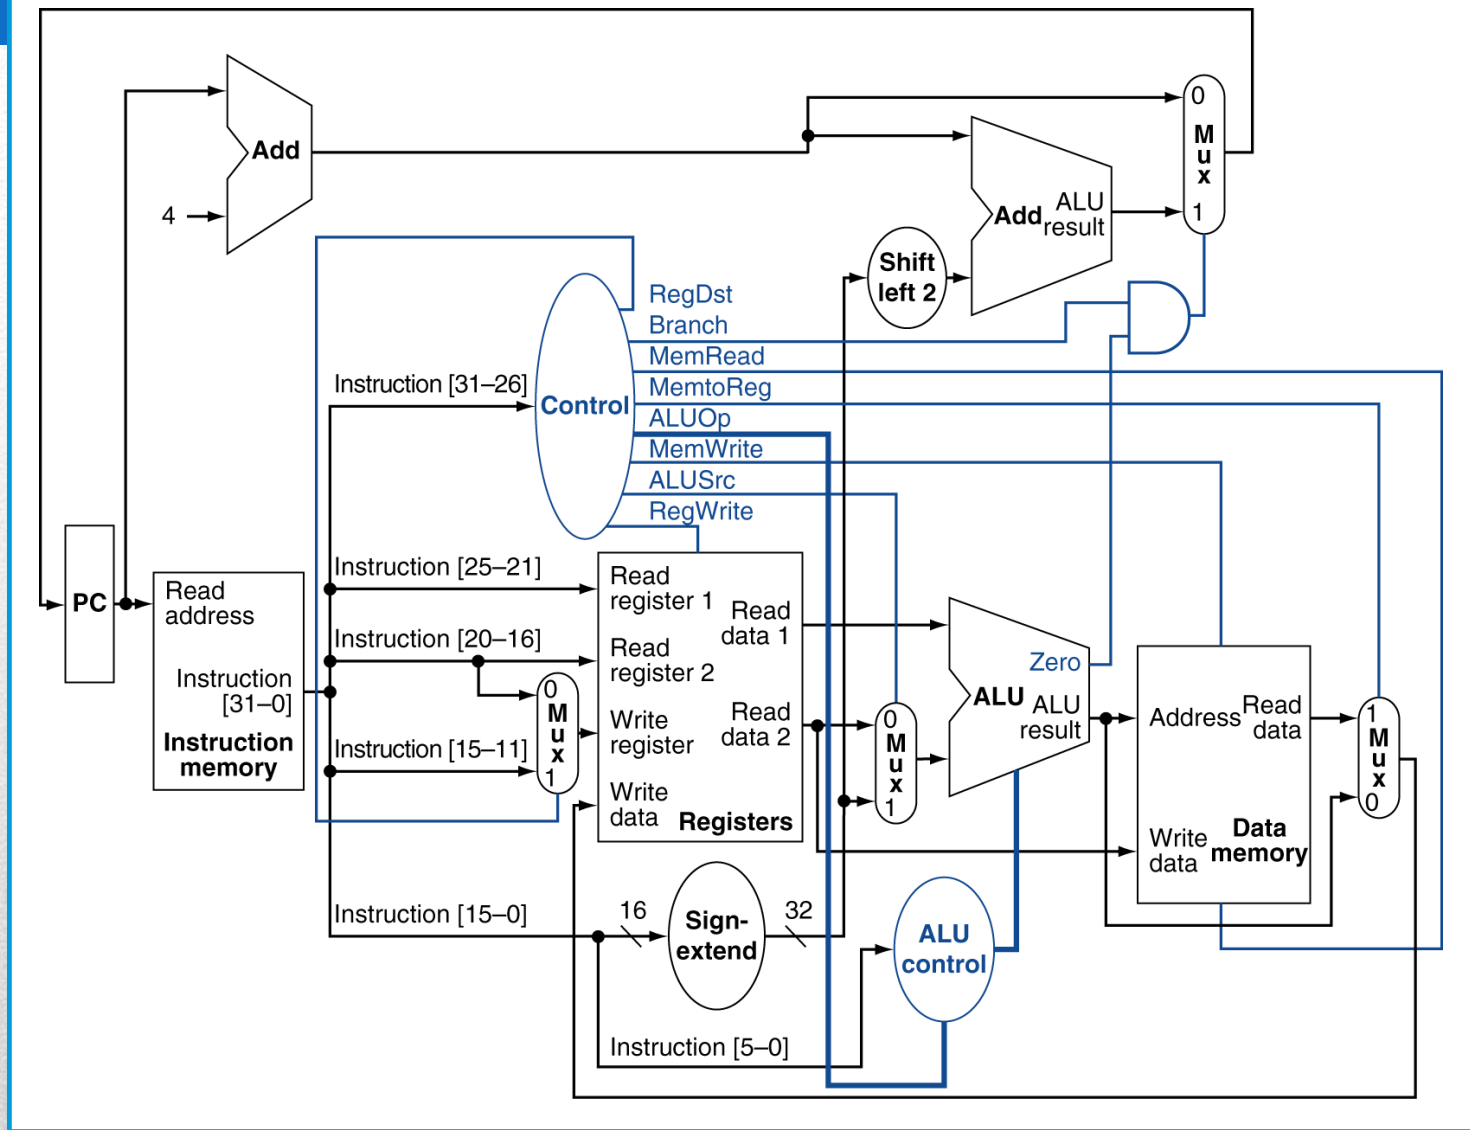 0
M
u
x
1
Add
4
Add
ALU
result
Shift
left 2
RegDst
Branch
MemRead
MemtoReg
ALUOp
MemWrite
ALUSrc
RegWrite
Control
Instruction [31–26]
Instruction [25–21]
Instruction [20–16]
Instruction [15–11]
Instruction [15–0]
Instruction [5–0]
PC
Read
address
Instruction
[31–0]
Instruction
memory
0
M
u
x
1
Read
register 1
Read
register 2
Write
register
Write
data
Read
data 1
Read
data 2
Registers
0
M
u
x
1
Zero
ALU
ALU
result
Address
Read
data
Write
data
Data
memory
1
M
u
x
0
16
Sign-
extend
32
ALU
control